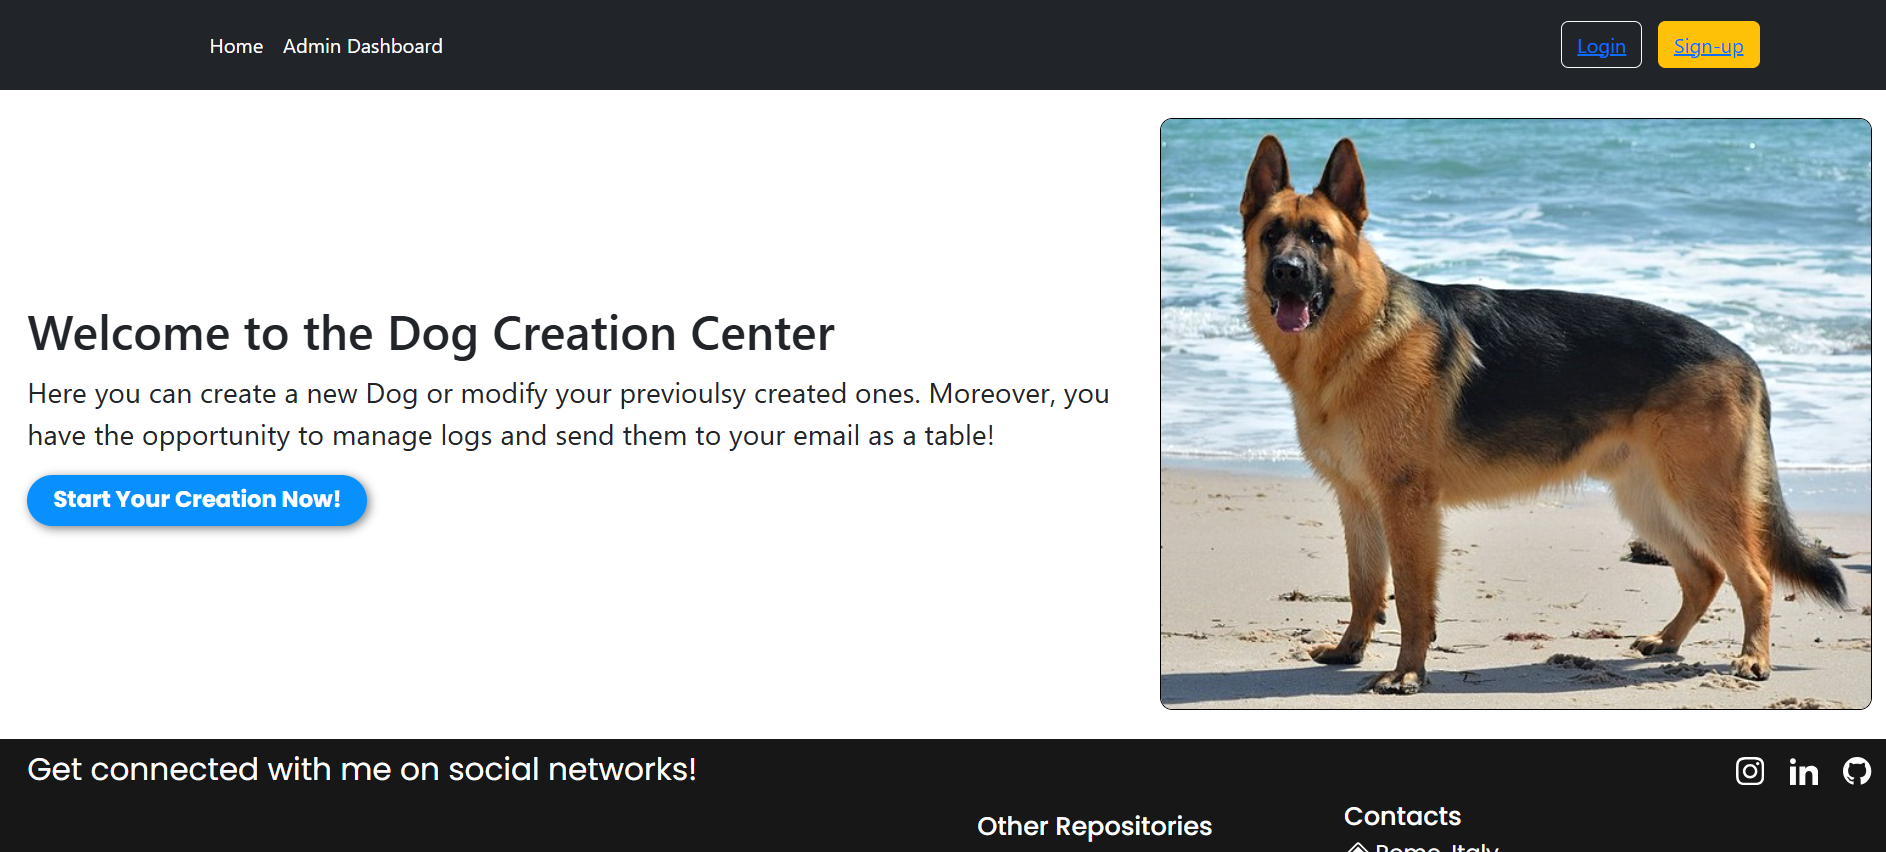 Home Admin Dashboard Login Sign-up
Welcome to the Dog Creation Center
Here you can create a new Dog or modify your previoulsy created ones. Moreover, you
have the opportunity to manage logs and send them to your email as a table!
Start Your Creation Now!
Get connected with me on social networks!
Other Repositories
Contacts
Rome, Italy